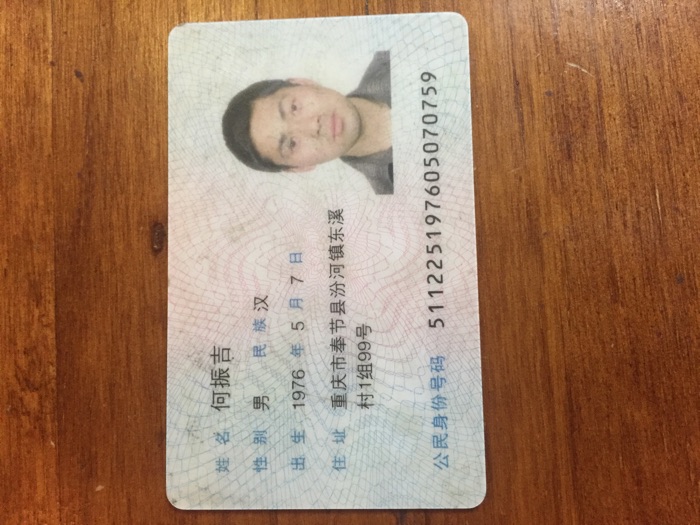 姓名 何振吉
性别 男 民族 汉
出生 1976 年 5 月 7 日
住址 重庆市奉节县汾河镇东溪
村1组99号
公民身份号码 511225197605070759